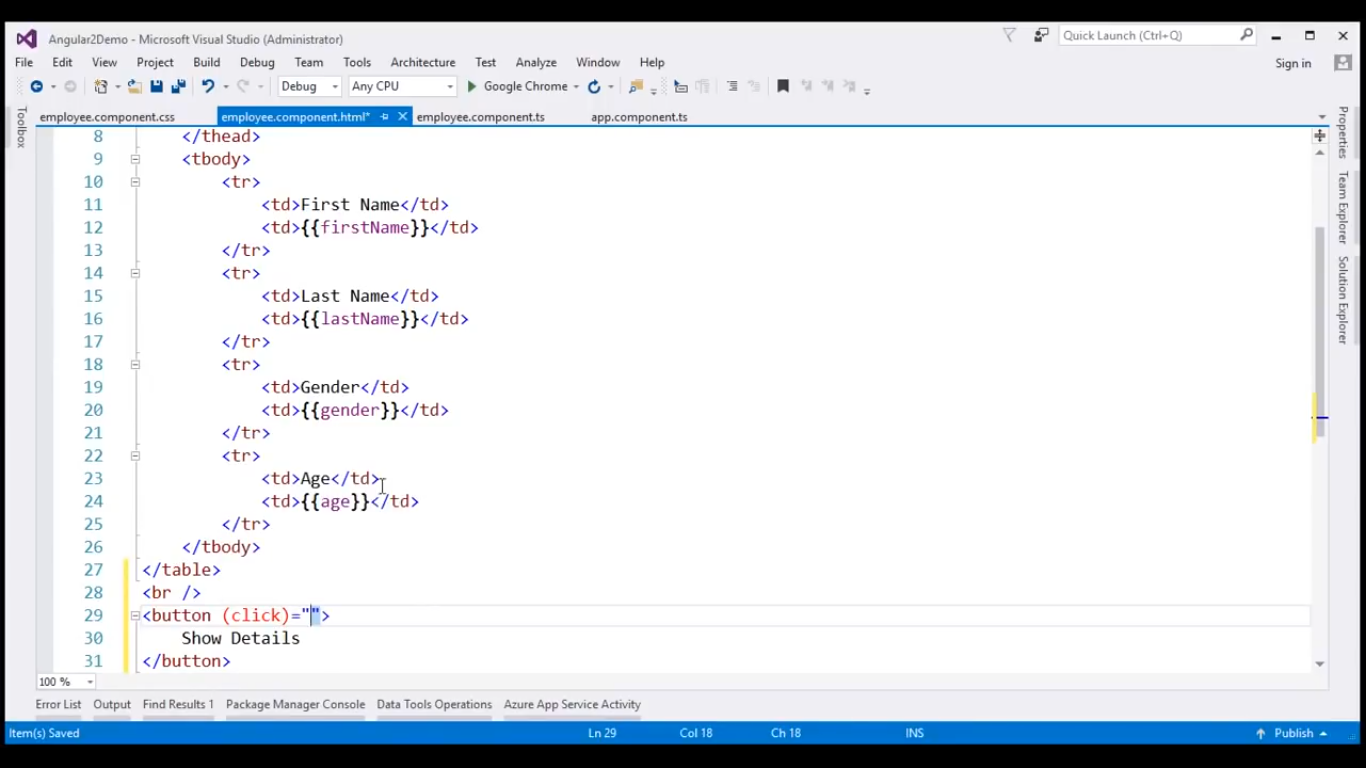 Angular2Demo - Microsoft Visual Studio (Administrator)
Quick Launch (Ctrl+Q)
File Edit View Project Build Debug Team Tools Architecture Test Analyze Window Help
Sign in
Debug Any CPU Google Chrome
Toolbox
employee.component.css employee.component.html* employee.component.ts app.component.ts
Properties
Team Explorer
Solution Explorer
8 </thead>
9 <tbody>
10 <tr>
11 <td>First Name</td>
12 <td>{{firstName}}</td>
13 </tr>
14 <tr>
15 <td>Last Name</td>
16 <td>{{lastName}}</td>
17 </tr>
18 <tr>
19 <td>Gender</td>
20 <td>{{gender}}</td>
21 </tr>
22 <tr>
23 <td>Age</td>
24 <td>{{age}}</td>
25 </tr>
26 </tbody>
27 </table>
28 <br />
29 <button (click)="">
30 Show Details
31 </button>
100 %
Error List Output Find Results 1 Package Manager Console Data Tools Operations Azure App Service Activity
Item(s) Saved Ln 29 Col 18 Ch 18 INS Publish